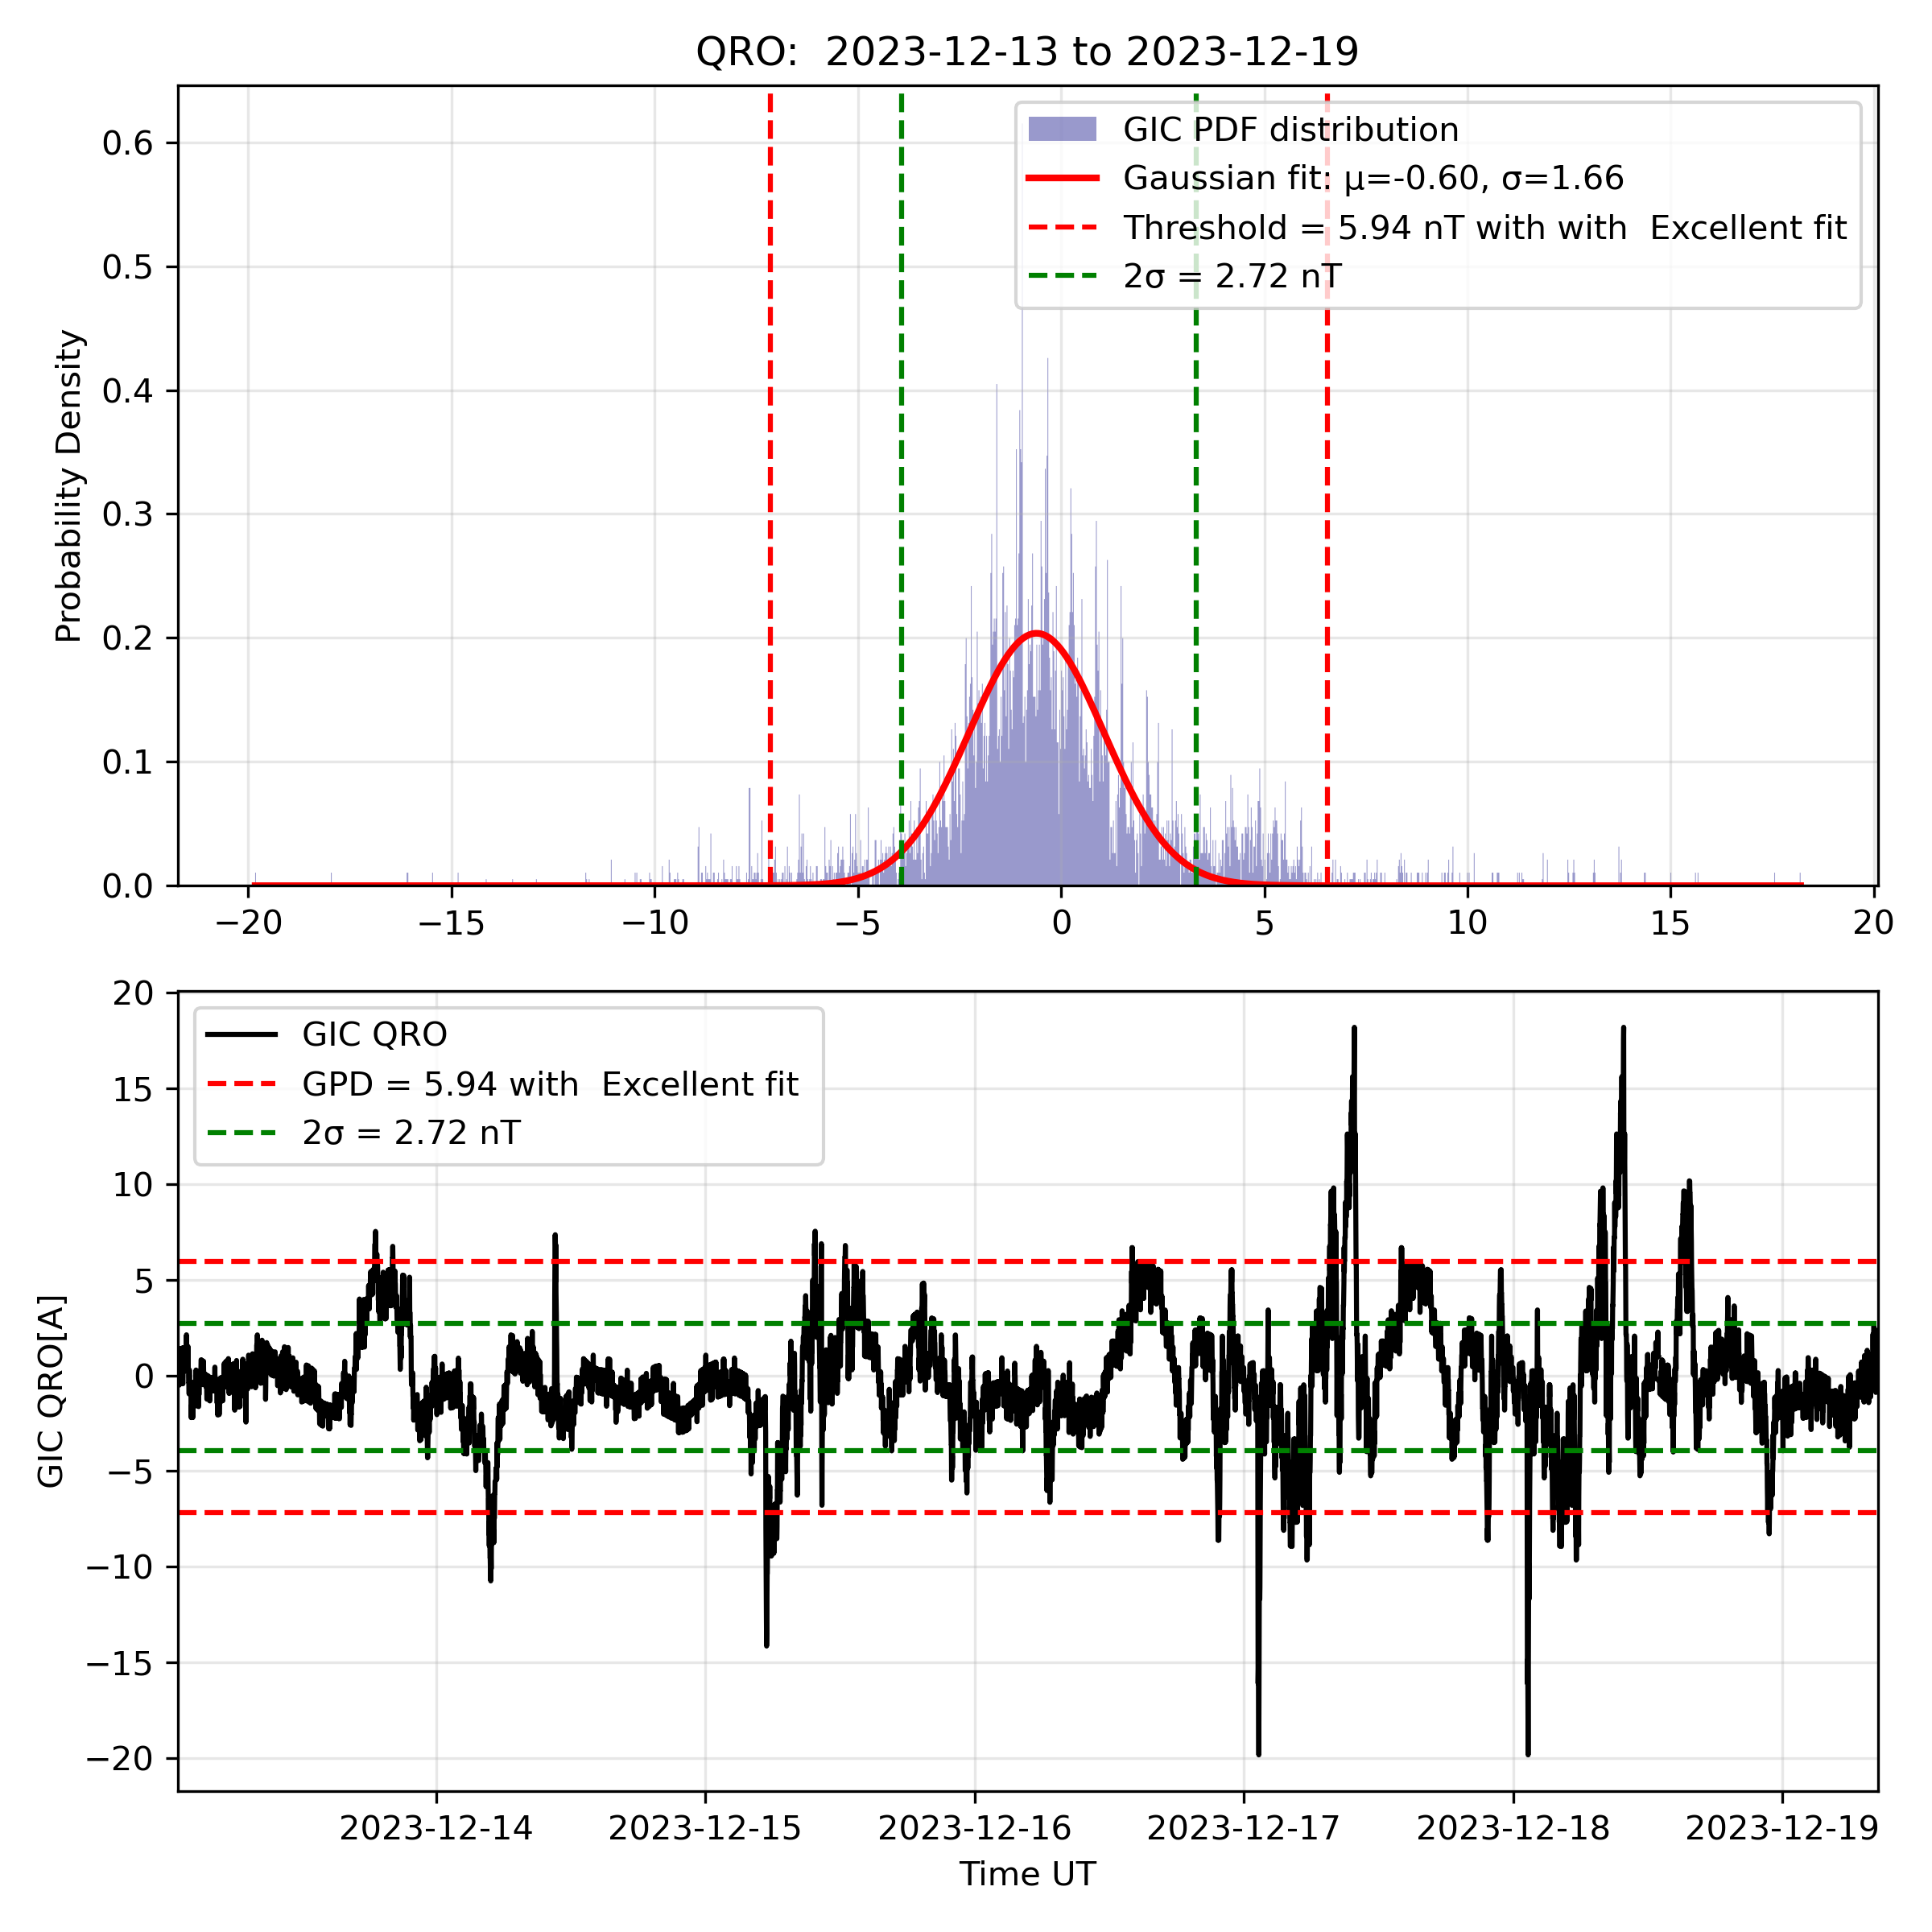 QRO:  2023-12-13 to 2023-12-19
GIC PDF distribution
Gaussian fit: μ=-0.60, σ=1.66
Threshold = 5.94 nT with with  Excellent fit
2σ = 2.72 nT
Probability Density
0.6
0.5
0.4
0.3
0.2
0.1
0.0
−20 −15 −10 −5 0 5 10 15 20
GIC QRO
GPD = 5.94 with  Excellent fit
2σ = 2.72 nT
GIC QRO[A]
20
15
10
5
0
−5
−10
−15
−20
2023-12-14 2023-12-15 2023-12-16 2023-12-17 2023-12-18 2023-12-19
Time UT